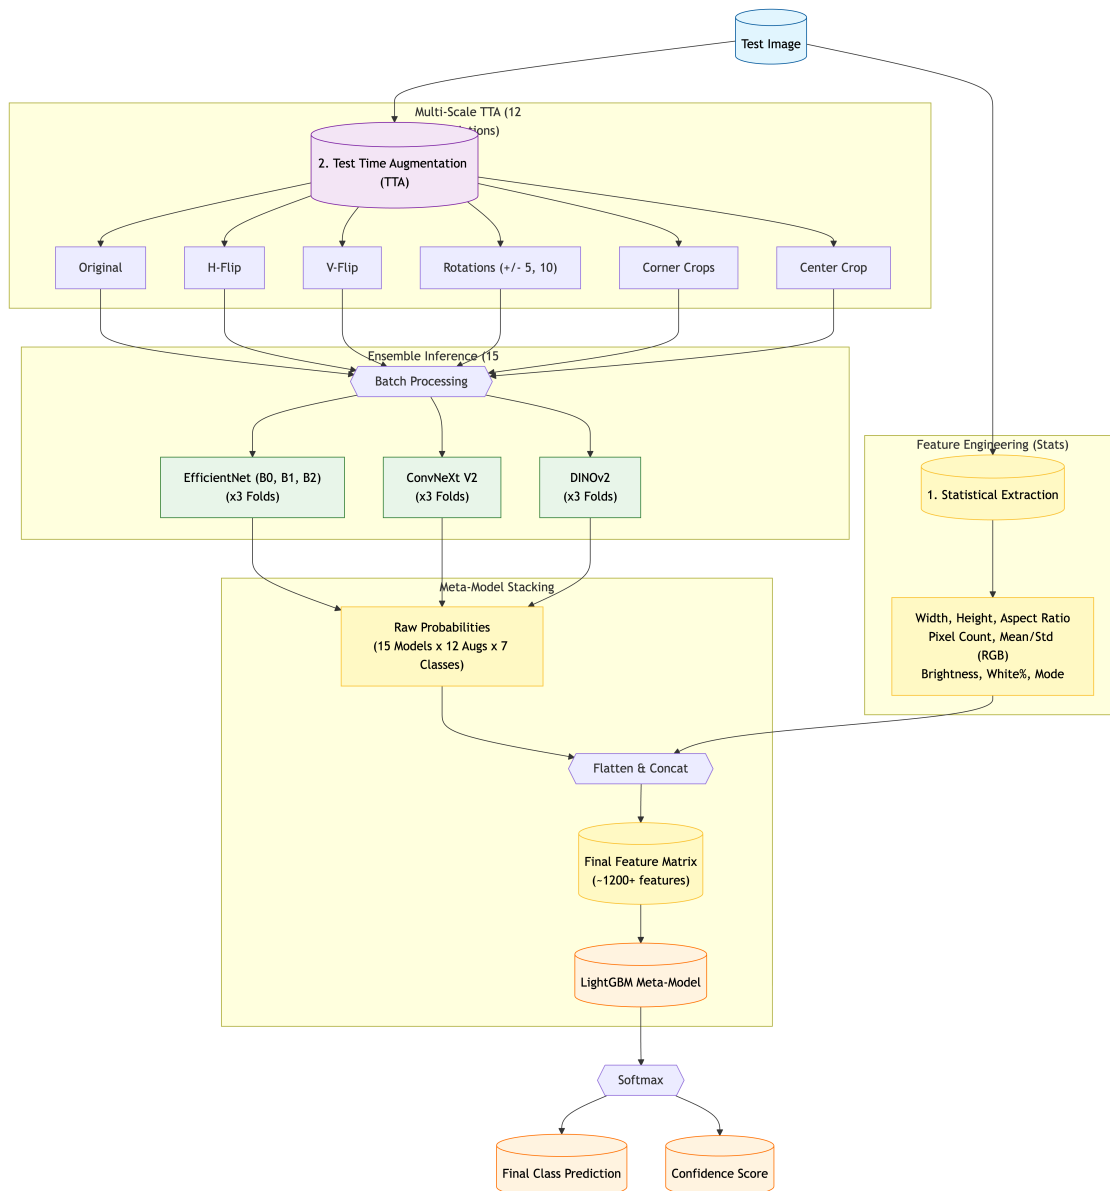 Test Image
Multi-Scale TTA (12
2. Test Time Augmentation
(TTA)
Original
H-Flip
V-Flip
Rotations (+/- 5, 10)
Corner Crops
Center Crop
Ensemble Inference (15
Batch Processing
EfficientNet (B0, B1, B2)
(x3 Folds)
ConvNeXt V2
(x3 Folds)
DINOv2
(x3 Folds)
Feature Engineering (Stats)
1. Statistical Extraction
Width, Height, Aspect Ratio
Pixel Count, Mean/Std
(RGB)
Brightness, White%, Mode
Meta-Model Stacking
Raw Probabilities
(15 Models x 12 Augs x 7
Classes)
Flatten & Concat
Final Feature Matrix
(~1200+ features)
LightGBM Meta-Model
Softmax
Final Class Prediction
Confidence Score